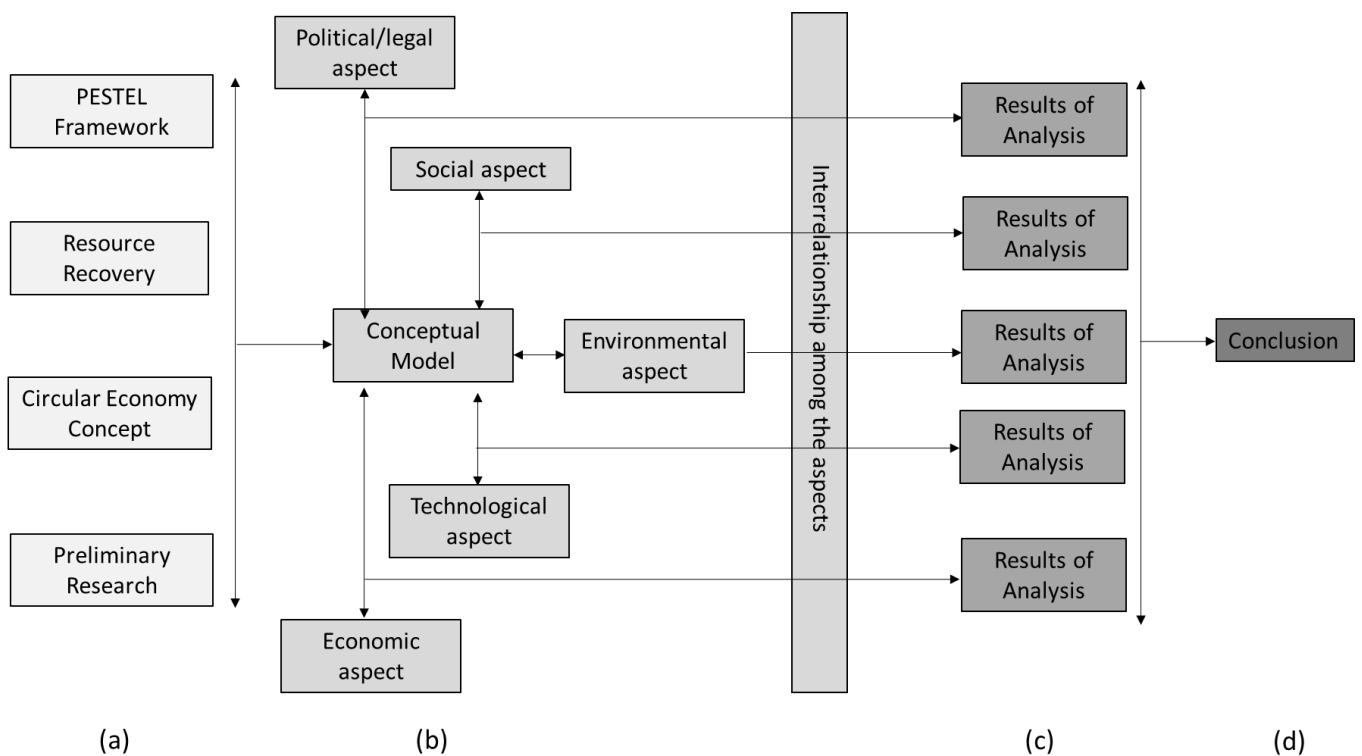 PESTEL
Framework
Resource
Recovery
Circular Economy
Concept
Preliminary
Research
Political/legal
aspect
Social aspect
Conceptual
Model
Environmental
aspect
Technological
aspect
Economic
aspect
Interrelationship among the aspects
Results of
Analysis
Results of
Analysis
Results of
Analysis
Results of
Analysis
Results of
Analysis
Conclusion
(a)
(b)
(c)
(d)